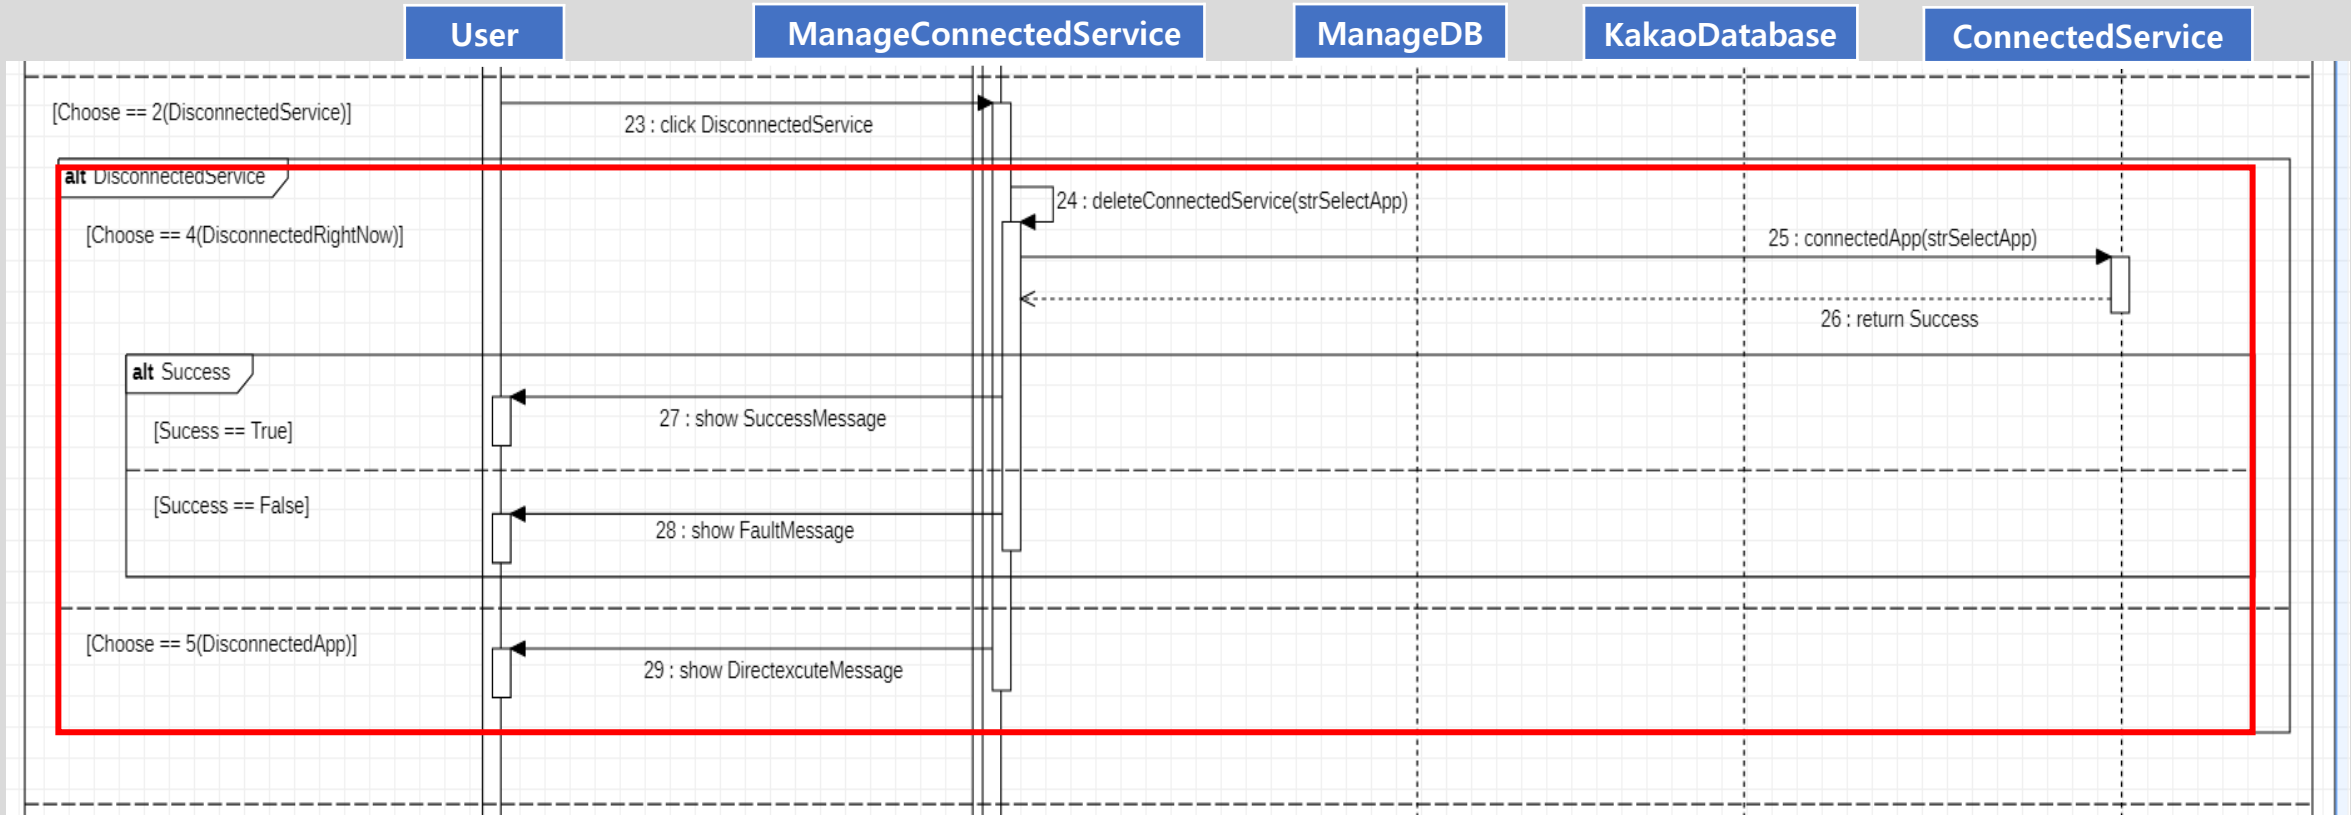 User
ManageConnectedService
ManageDB
KakaoDatabase
ConnectedService
[Choose == 2(DisconnectedService)]
23 : click DisconnectedService
alt DisconnectedService
24 : deleteConnectedService(strSelectApp)
[Choose == 4(DisconnectedRightNow)]
25 : connectedApp(strSelectApp)
26 : return Success
alt Success
27 : show SuccessMessage
[Sucess == True]
[Success == False]
28 : show FaultMessage
[Choose == 5(DisconnectedApp)]
29 : show DirectexcuteMessage